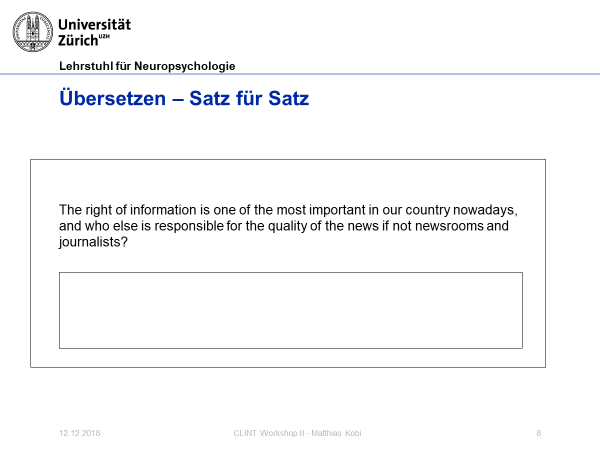 Universität
Zürich UZH
Lehrstuhl für Neuropsychologie
Übersetzen – Satz für Satz
The right of information is one of the most important in our country nowadays,
and who else is responsible for the quality of the news if not newsrooms and
journalists?
12.12.2018 CLINT Workshop II - Matthias Kobi 8